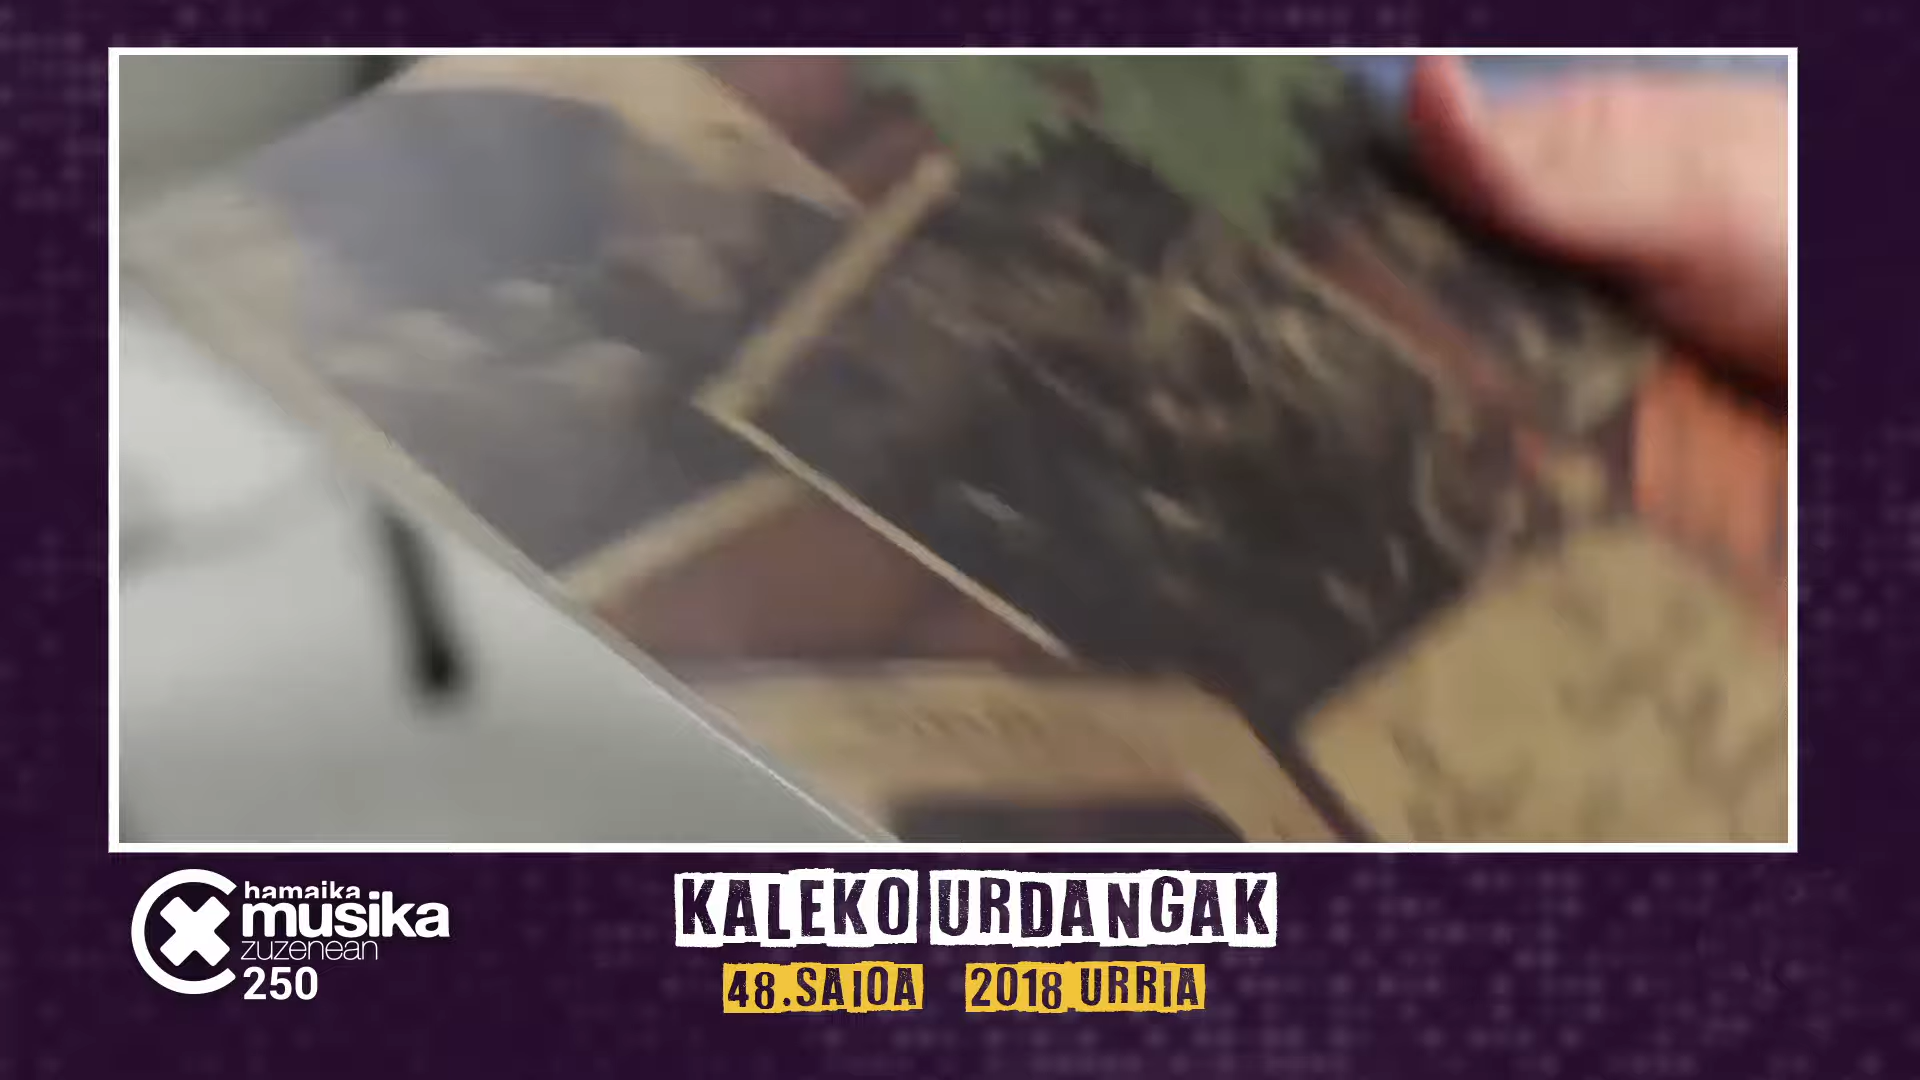 hamaika
musika
zuzenean
250
KALEKO URDANGAK
48.SAIOA 2018 URRIA